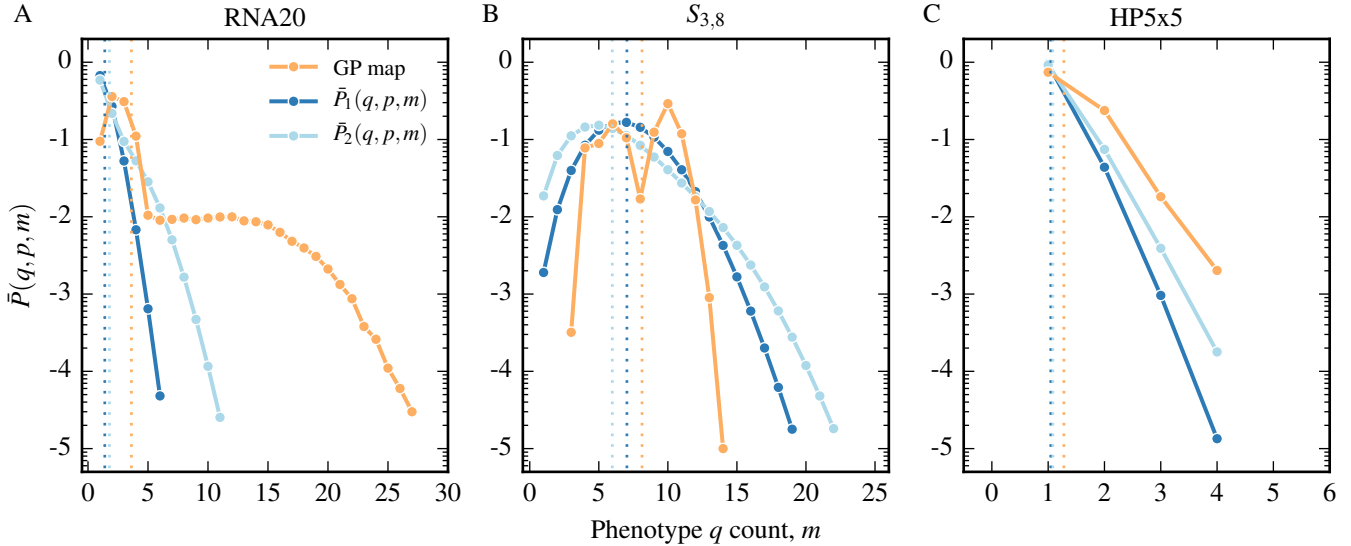 A RNA20
B S3,8
C HP5x5
GP map
P̄1(q, p, m)
P̄2(q, p, m)
P̄(q, p, m)
0
-1
-2
-3
-4
-5
0 5 10 15 20 25 30
0
-1
-2
-3
-4
-5
0 5 10 15 20 25
0
-1
-2
-3
-4
-5
0 1 2 3 4 5 6
Phenotype q count, m